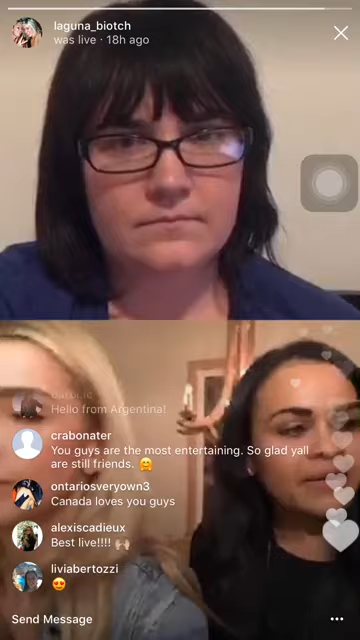 laguna_biotch
was live · 18h ago
Hello from Argentina!
crabonater
You guys are the most entertaining. So glad yall
are still friends. 🤗
ontariosveryown3
Canada loves you guys
alexiscadieux
Best live!!!! 🙌🏼
liviabertozzi
😍
Send Message